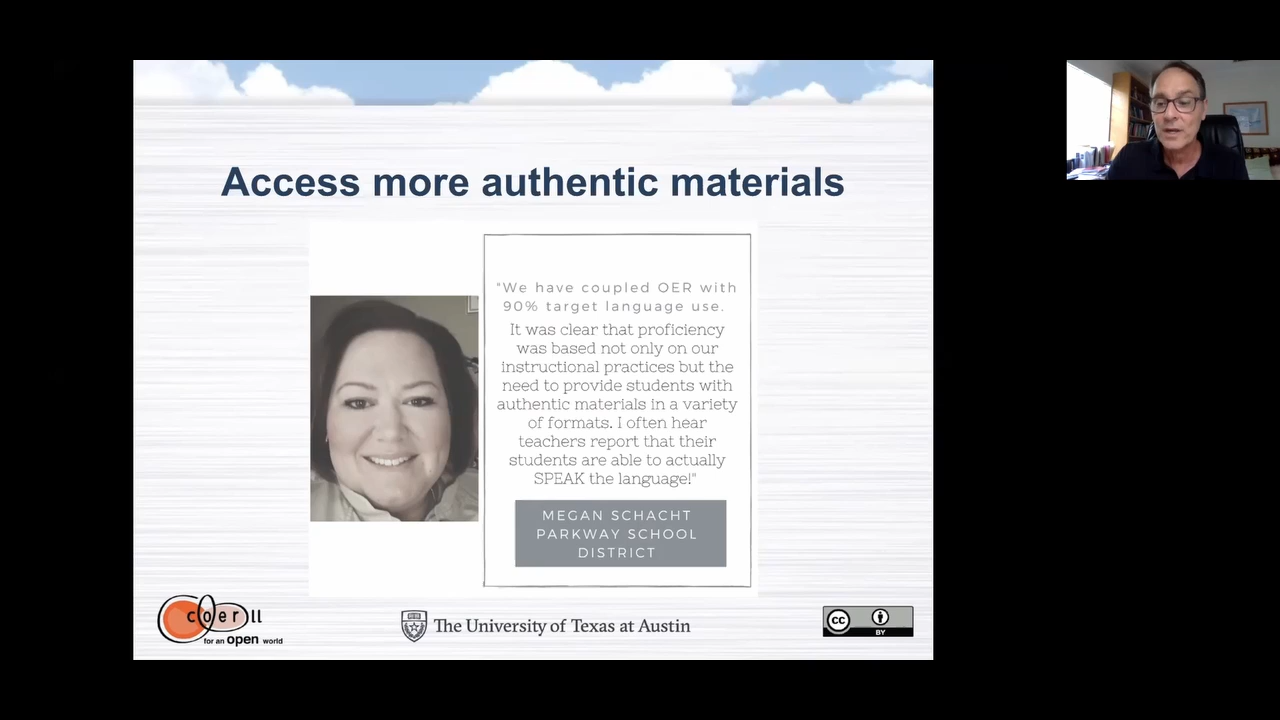 Access more authentic materials
"We have coupled OER with
90% target language use.
It was clear that proficiency
was based not only on our
instructional practices but the
need to provide students with
authentic materials in a variety
of formats. I often hear
teachers report that their
students are able to actually
SPEAK the language!"
MEGAN SCHACHT
PARKWAY SCHOOL
DISTRICT
coerll
for an open world
The University of Texas at Austin
cc
BY